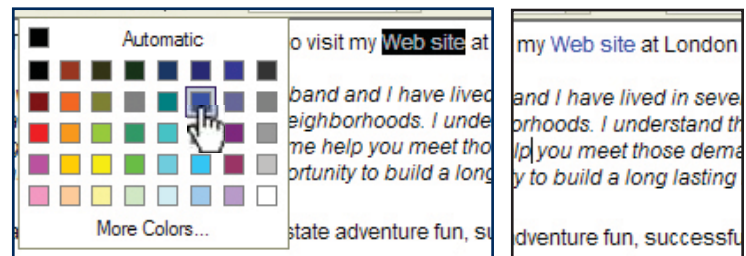 Automatic
o visit my Web site at
band and I have lived
eighborhoods. I unde
me help you meet tho
ortunity to build a long
More Colors...
state adventure fun, su
my Web site at London
and I have lived in seve
orhoods. I understand th
lp you meet those dema
y to build a long lasting
dventure fun, successfu